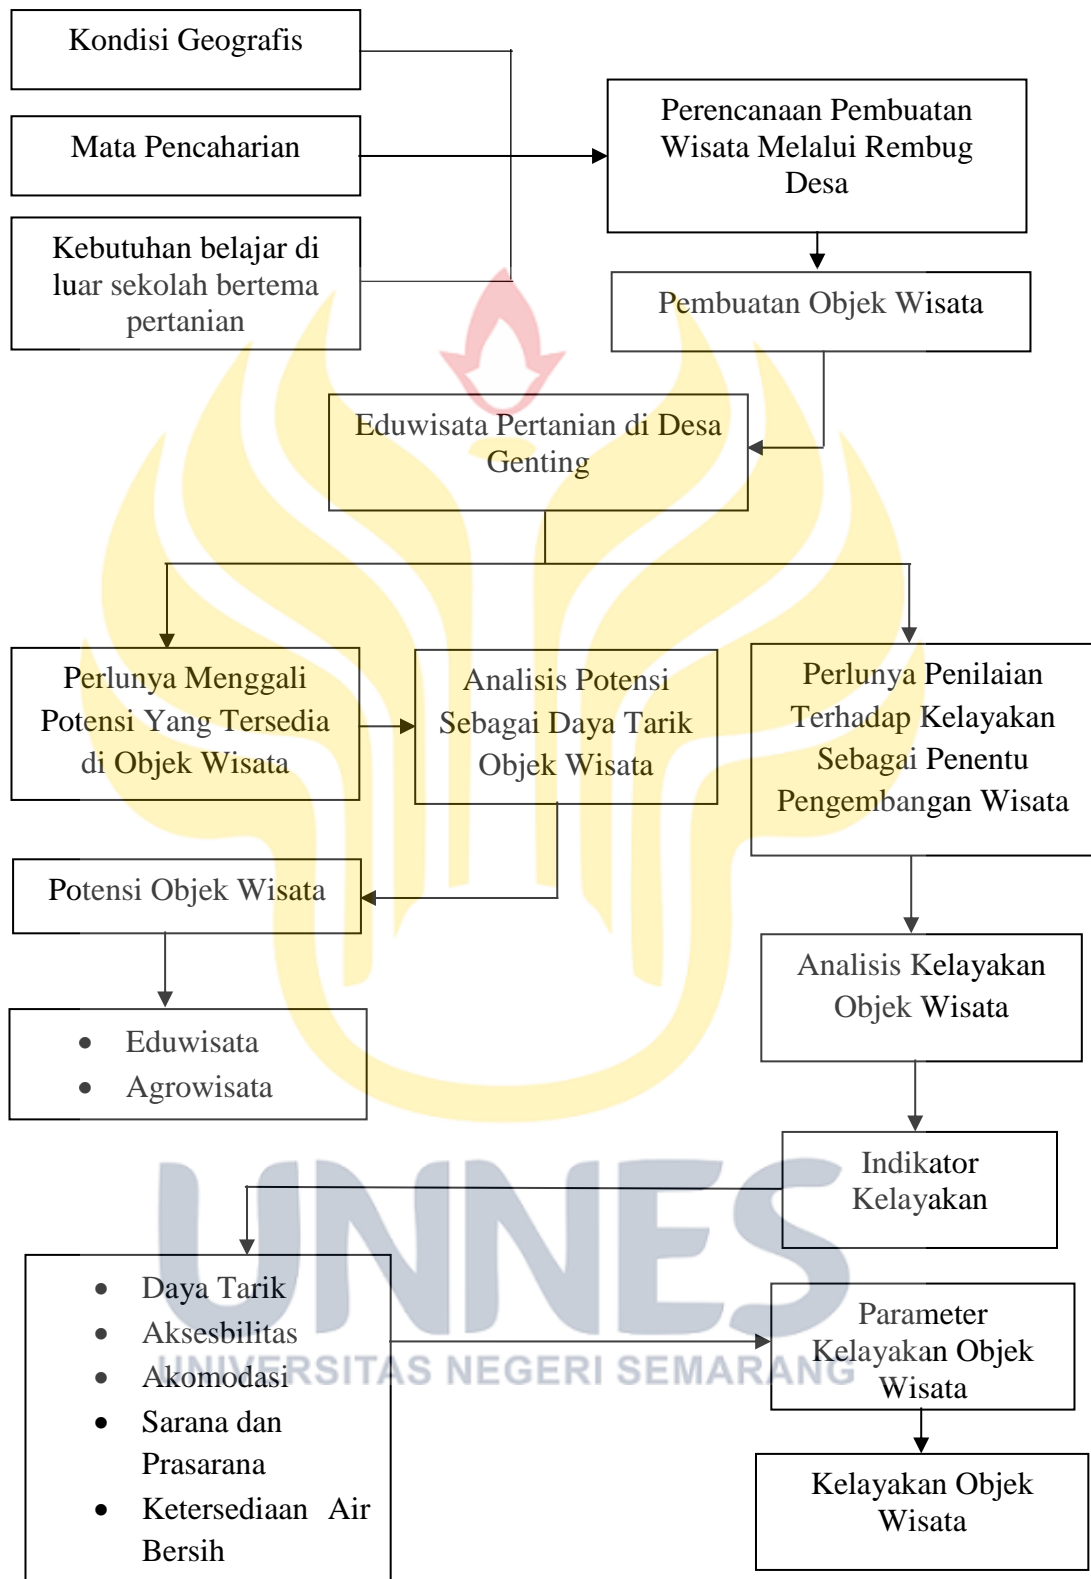 Kondisi Geografis
Mata Pencaharian
Kebutuhan belajar di
luar sekolah bertema
pertanian
Perencanaan Pembuatan
Wisata Melalui Rembug
Desa
Pembuatan Objek Wisata
Eduwisata Pertanian di Desa
Genting
Perlunya Menggali
Potensi Yang Tersedia
di Objek Wisata
Analisis Potensi
Sebagai Daya Tarik
Objek Wisata
Perlunya Penilaian
Terhadap Kelayakan
Sebagai Penentu
Pengembangan Wisata
Potensi Objek Wisata
• Eduwisata
• Agrowisata
Analisis Kelayakan
Objek Wisata
Indikator
Kelayakan
• Daya Tarik
• Aksesbilitas
• Akomodasi
• Sarana dan
Prasarana
• Ketersediaan Air
Bersih
Parameter
Kelayakan Objek
Wisata
Kelayakan Objek
Wisata
UNNES
UNIVERSITAS NEGERI SEMARANG